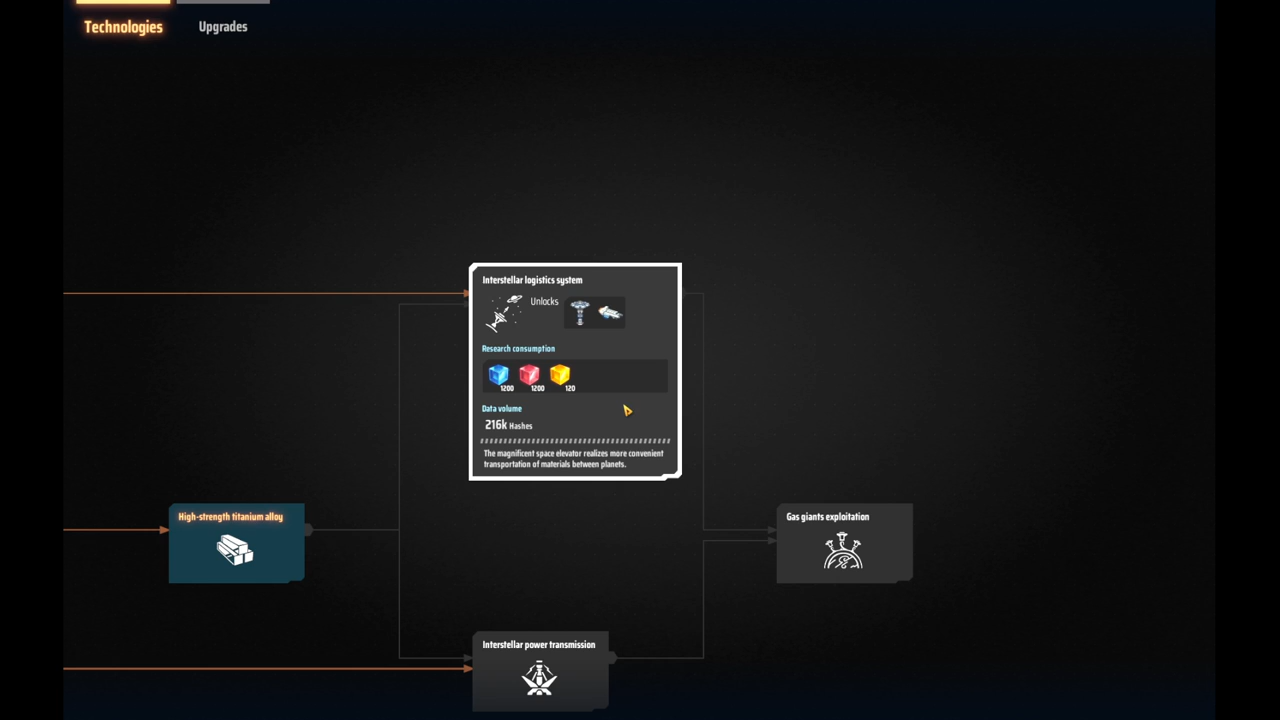 Technologies
Upgrades
Interstellar logistics system
Unlocks
Research consumption
1200
1200
120
Data volume
216k Hashes
The magnificent space elevator realizes more convenient
transportation of materials between planets.
High-strength titanium alloy
Gas giants exploitation
Interstellar power transmission